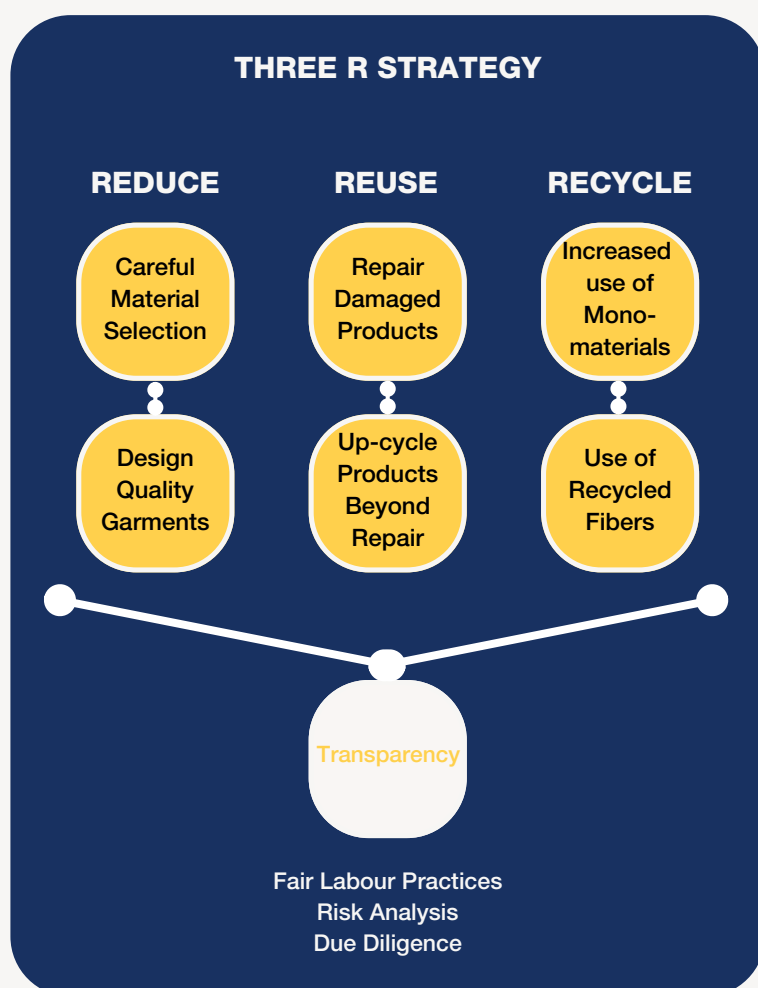 THREE R STRATEGY
REDUCE
Careful
Material
Selection
Design
Quality
Garments
REUSE
Repair
Damaged
Products
Up-cycle
Products
Beyond
Repair
RECYCLE
Increased
use of
Mono-
materials
Use of
Recycled
Fibers
Transparency
Fair Labour Practices
Risk Analysis
Due Diligence